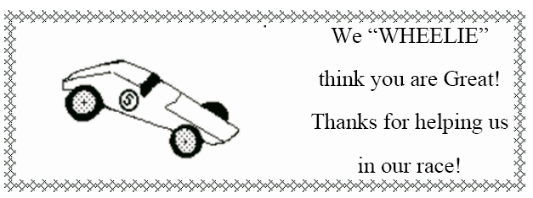 We “WHEELIE”
think you are Great!
Thanks for helping us
in our race!
5